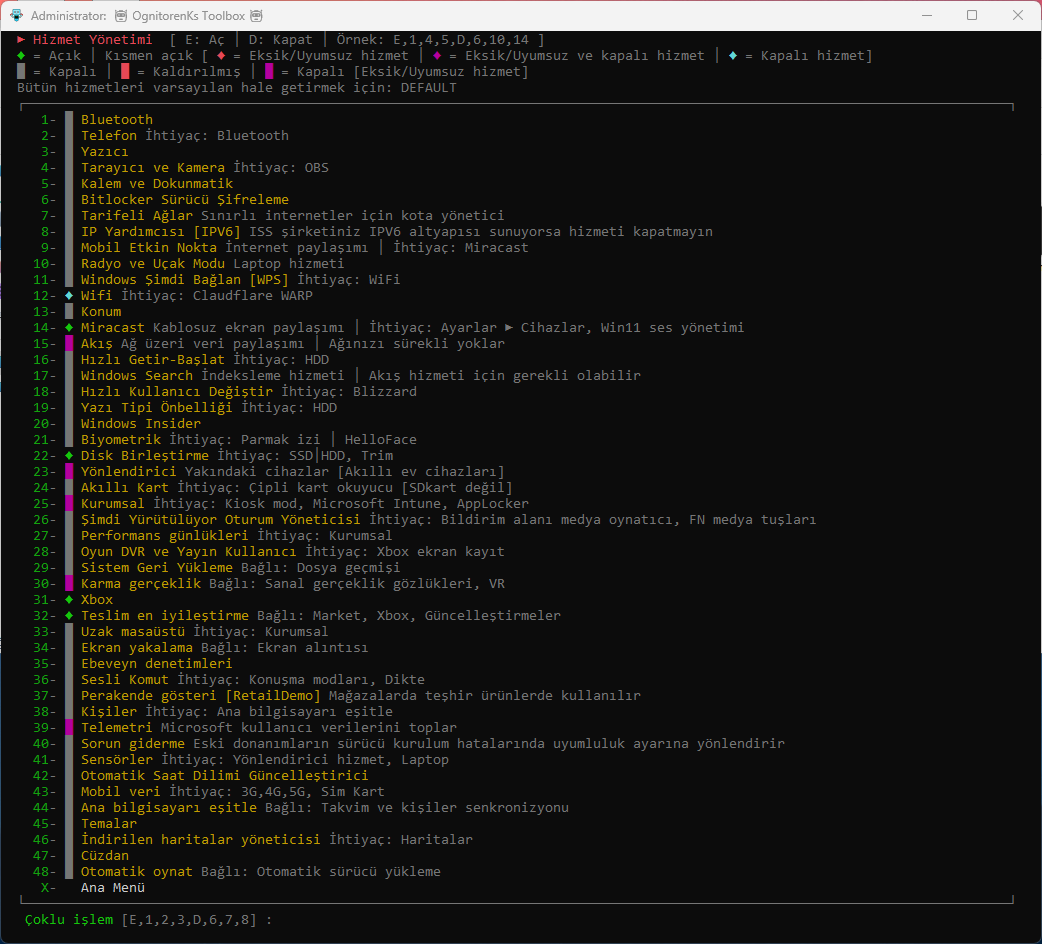 Administrator: OgnitorenKs Toolbox
► Hizmet Yönetimi [ E: Aç │ D: Kapat │ Örnek: E,1,4,5,D,6,10,14 ]
♦ = Açık │ Kısmen açık [ ♦ = Eksik/Uyumsuz hizmet │ ♦ = Eksik/Uyumsuz ve kapalı hizmet │ ♦ = Kapalı hizmet]
█ = Kapalı │ █ = Kaldırılmış │ █ = Kapalı [Eksik/Uyumsuz hizmet]
Bütün hizmetleri varsayılan hale getirmek için: DEFAULT
1- █ Bluetooth
2- █ Telefon İhtiyaç: Bluetooth
3- █ Yazıcı
4- █ Tarayıcı ve Kamera İhtiyaç: OBS
5- █ Kalem ve Dokunmatik
6- █ Bitlocker Sürücü Şifreleme
7- █ Tarifeli Ağlar Sınırlı internetler için kota yönetici
8- █ IP Yardımcısı [IPV6] ISS şirketiniz IPV6 altyapısı sunuyorsa hizmeti kapatmayın
9- █ Mobil Etkin Nokta İnternet paylaşımı │ İhtiyaç: Miracast
10- █ Radyo ve Uçak Modu Laptop hizmeti
11- █ Windows Şimdi Bağlan [WPS] İhtiyaç: WiFi
12- ♦ Wifi İhtiyaç: Claudflare WARP
13- █ Konum
14- ♦ Miracast Kablosuz ekran paylaşımı │ İhtiyaç: Ayarlar ► Cihazlar, Win11 ses yönetimi
15- █ Akış Ağ üzeri veri paylaşımı │ Ağınızı sürekli yoklar
16- █ Hızlı Getir-Başlat İhtiyaç: HDD
17- █ Windows Search İndeksleme hizmeti │ Akış hizmeti için gerekli olabilir
18- █ Hızlı Kullanıcı Değiştir İhtiyaç: Blizzard
19- █ Yazı Tipi Önbelliği İhtiyaç: HDD
20- █ Windows Insider
21- █ Biyometrik İhtiyaç: Parmak izi │ HelloFace
22- ♦ Disk Birleştirme İhtiyaç: SSD│HDD, Trim
23- █ Yönlendirici Yakındaki cihazlar [Akıllı ev cihazları]
24- █ Akıllı Kart İhtiyaç: Çipli kart okuyucu [SDkart değil]
25- █ Kurumsal İhtiyaç: Kiosk mod, Microsoft Intune, AppLocker
26- █ Şimdi Yürütülüyor Oturum Yöneticisi İhtiyaç: Bildirim alanı medya oynatıcı, FN medya tuşları
27- █ Performans günlükleri İhtiyaç: Kurumsal
28- █ Oyun DVR ve Yayın Kullanıcı İhtiyaç: Xbox ekran kayıt
29- █ Sistem Geri Yükleme Bağlı: Dosya geçmişi
30- █ Karma gerçeklik Bağlı: Sanal gerçeklik gözlükleri, VR
31- ♦ Xbox
32- ♦ Teslim en iyileştirme Bağlı: Market, Xbox, Güncelleştirmeler
33- █ Uzak masaüstü İhtiyaç: Kurumsal
34- █ Ekran yakalama Bağlı: Ekran alıntısı
35- █ Ebeveyn denetimleri
36- █ Sesli Komut İhtiyaç: Konuşma modları, Dikte
37- █ Perakende gösteri [RetailDemo] Mağazalarda teşhir ürünlerde kullanılır
38- █ Kişiler İhtiyaç: Ana bilgisayarı eşitle
39- █ Telemetri Microsoft kullanıcı verilerini toplar
40- █ Sorun giderme Eski donanımların sürücü kurulum hatalarında uyumluluk ayarına yönlendirir
41- █ Sensörler İhtiyaç: Yönlendirici hizmet, Laptop
42- █ Otomatik Saat Dilimi Güncelleştirici
43- █ Mobil veri İhtiyaç: 3G,4G,5G, Sim Kart
44- █ Ana bilgisayarı eşitle Bağlı: Takvim ve kişiler senkronizyonu
45- █ Temalar
46- █ İndirilen haritalar yöneticisi İhtiyaç: Haritalar
47- █ Cüzdan
48- █ Otomatik oynat Bağlı: Otomatik sürücü yükleme
X- Ana Menü
Çoklu işlem [E,1,2,3,D,6,7,8] :